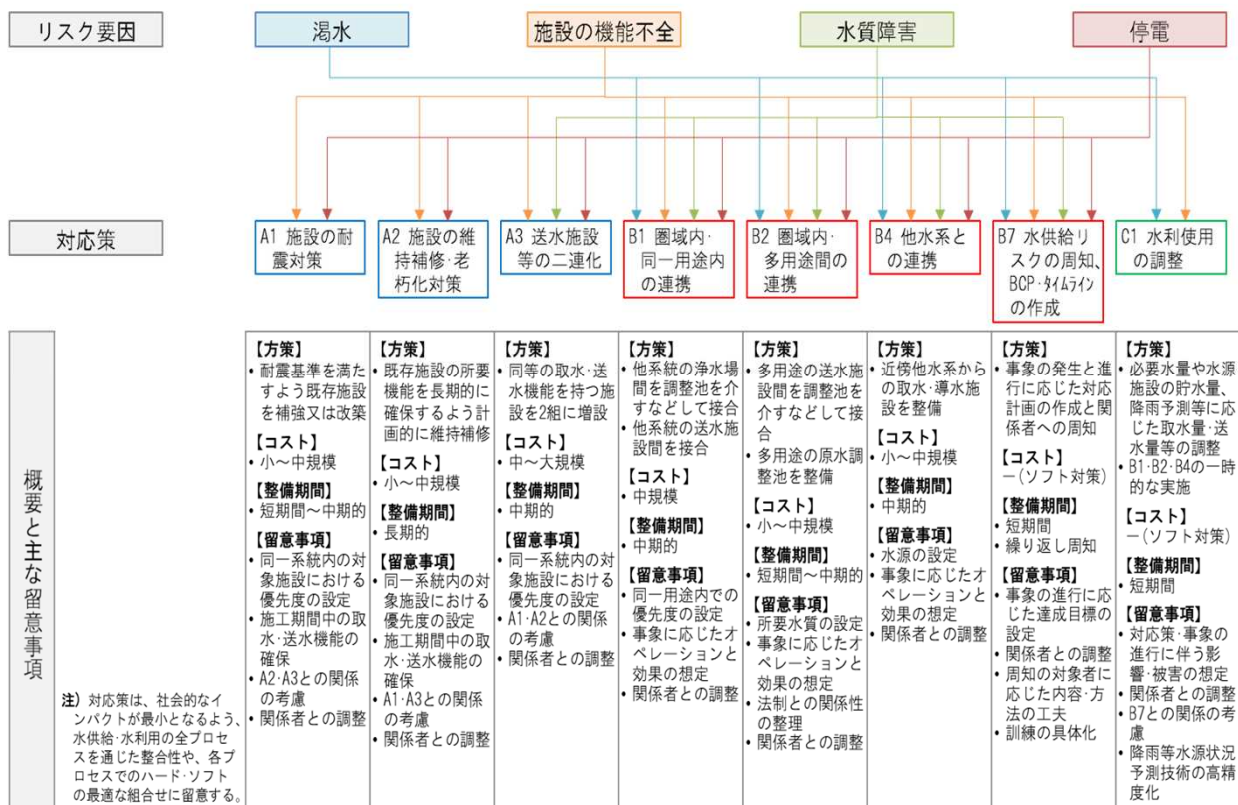 リスク要因
渇水
施設の機能不全
水質障害
停電
対応策
A1 施設の耐
震対策
A2 施設の維
持補修･老
朽化対策
A3 送水施設
等の二連化
B1 圏域内･
同一用途内
の連携
B2 圏域内･
多用途間の
連携
B4 他水系と
の連携
B7 水供給リ
スクの周知、
BCP･ﾀｲﾑﾗｲﾝ
の作成
C1 水利使用
の調整
概要と主な留意事項
注）対応策は、社会的なイ
ンパクトが最小となるよう、
水供給･水利用の全プロセ
スを通じた整合性や、各プ
ロセスでのハード･ソフト
の最適な組合せに留意する。
【方策】
• 耐震基準を満た
すよう既存施設
を補強又は改築
【コスト】
• 小～中規模
【整備期間】
• 短期間～中期的
【留意事項】
• 同一系統内の対
象施設における
優先度の設定
• 施工期間中の取
水･送水機能の
確保
• A2･A3との関係
の考慮
• 関係者との調整
【方策】
• 既存施設の所要
機能を長期的に
確保するよう計
画的に維持補修
【コスト】
• 小～中規模
【整備期間】
• 長期的
【留意事項】
• 同一系統内の対
象施設における
優先度の設定
• 施工期間中の取
水･送水機能の
確保
• A1･A3との関係
の考慮
• 関係者との調整
【方策】
• 同等の取水･送
水機能を持つ施
設を2組に増設
【コスト】
• 中～大規模
【整備期間】
• 中期的
【留意事項】
• 同一系統内の対
象施設における
優先度の設定
• A1･A2との関係
の考慮
• 関係者との調整
【方策】
• 他系統の浄水場
間を調整池を介
すなどして接合
• 他系統の送水施
設間を接合
【コスト】
• 中規模
【整備期間】
• 中期的
【留意事項】
• 同一用途内での
優先度の設定
• 事象に応じたオ
ペレーションと
効果の想定
• 関係者との調整
【方策】
• 多用途の送水施
設間を調整池を
介すなどして接
合
• 多用途の原水調
整池を整備
【コスト】
• 小～中規模
【整備期間】
• 短期間～中期的
【留意事項】
• 所要水質の設定
• 事象に応じたオ
ペレーションと
効果の想定
• 法制との関係性
の整理
• 関係者との調整
【方策】
• 近傍他水系から
の取水･導水施
設を整備
【コスト】
• 小～中規模
【整備期間】
• 中期的
【留意事項】
• 水源の設定
• 事象に応じたオ
ペレーションと
効果の想定
• 関係者との調整
【方策】
• 事象の発生と進
行に応じた対応
計画の作成と関
係者への周知
【コスト】
－(ソフト対策)
【整備期間】
• 短期間
• 繰り返し周知
【留意事項】
• 事象の進行に応
じた達成目標の
設定
• 関係者との調整
• 周知の対象者に
応じた内容･方
法の工夫
• 訓練の具体化
【方策】
• 必要水量や水源
施設の貯水量、
降雨予測等に応
じた取水量･送
水量等の調整
• B1･B2･B4の一時
的な実施
【コスト】
－(ソフト対策)
【整備期間】
• 短期間
【留意事項】
• 対応策･事象の
進行に伴う影
響･被害の想定
• 関係者との調整
• B7との関係の考
慮
• 降雨等水源状況
予測技術の高精
度化